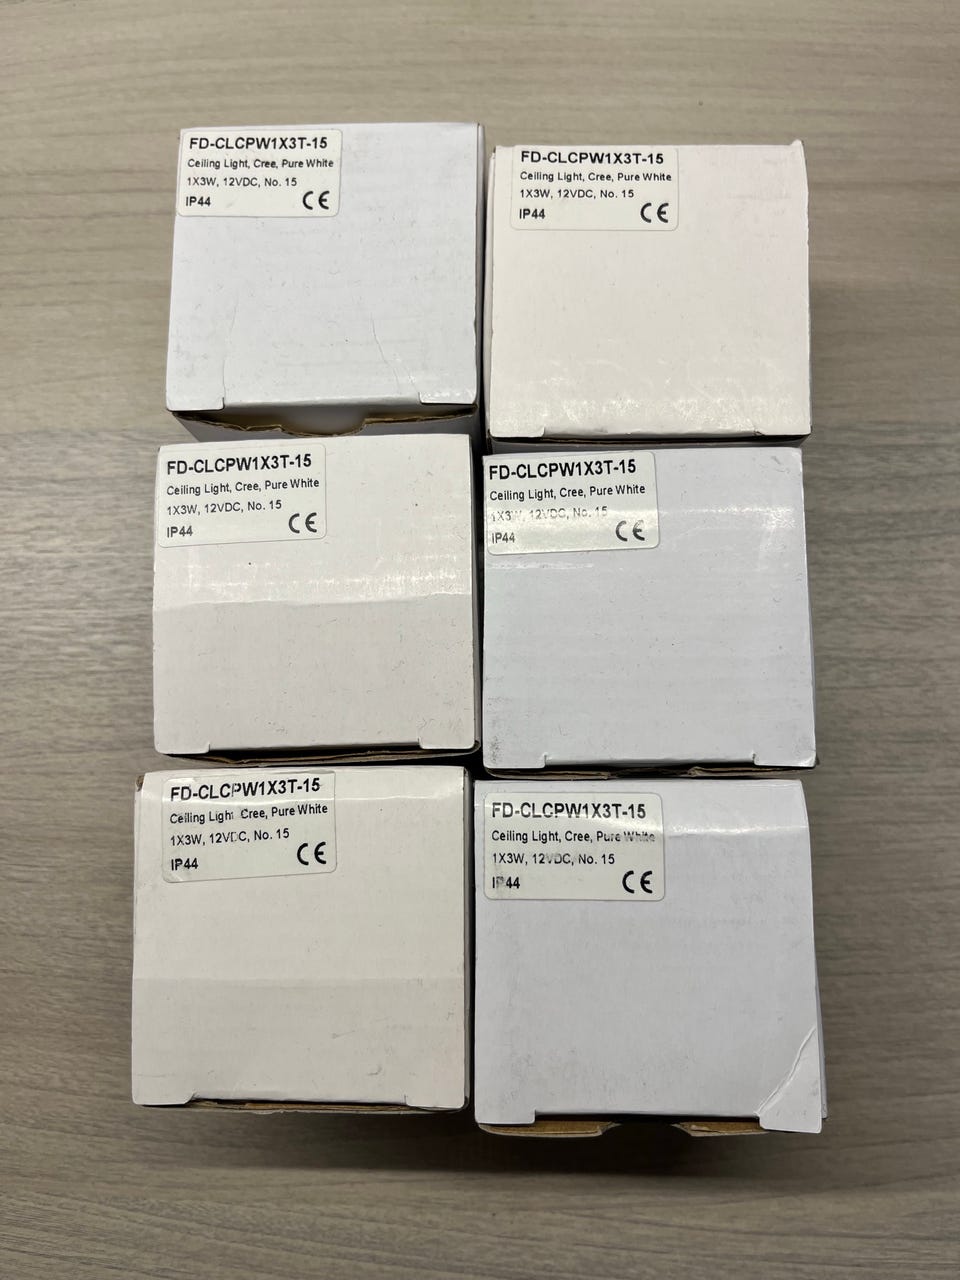 FD-CLCPW1X3T-15
Ceiling Light, Cree, Pure White
1X3W, 12VDC, No. 15
IP44 CE
FD-CLCPW1X3T-15
Ceiling Light, Cree, Pure White
1X3W, 12VDC, No. 15
IP44 CE
FD-CLCPW1X3T-15
Ceiling Light, Cree, Pure White
1X3W, 12VDC, No. 15
IP44 CE
FD-CLCPW1X3T-15
Ceiling Light, Cree, Pure White
1X3W, 12VDC, No. 15
IP44 CE
FD-CLCPW1X3T-15
Ceiling Light, Cree, Pure White
1X3W, 12VDC, No. 15
IP44 CE
FD-CLCPW1X3T-15
Ceiling Light, Cree, Pure White
1X3W, 12VDC, No. 15
IP44 CE